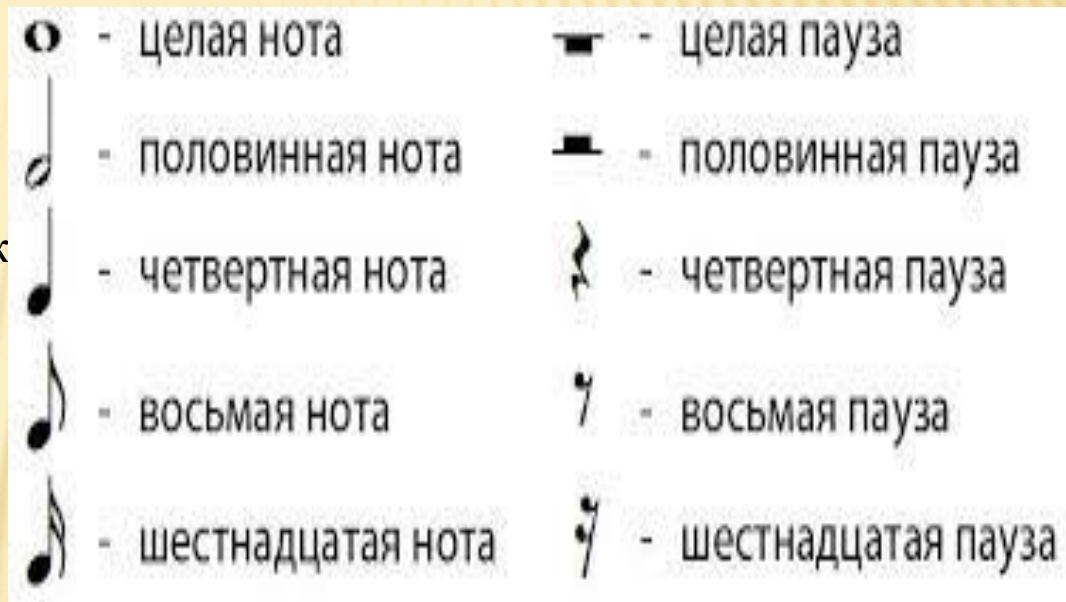 - целая нота - целая пауза
- половинная нота - половинная пауза
к
- четвертная нота - четвертная пауза
- восьмая нота - восьмая пауза
- шестнадцатая нота - шестнадцатая пауза